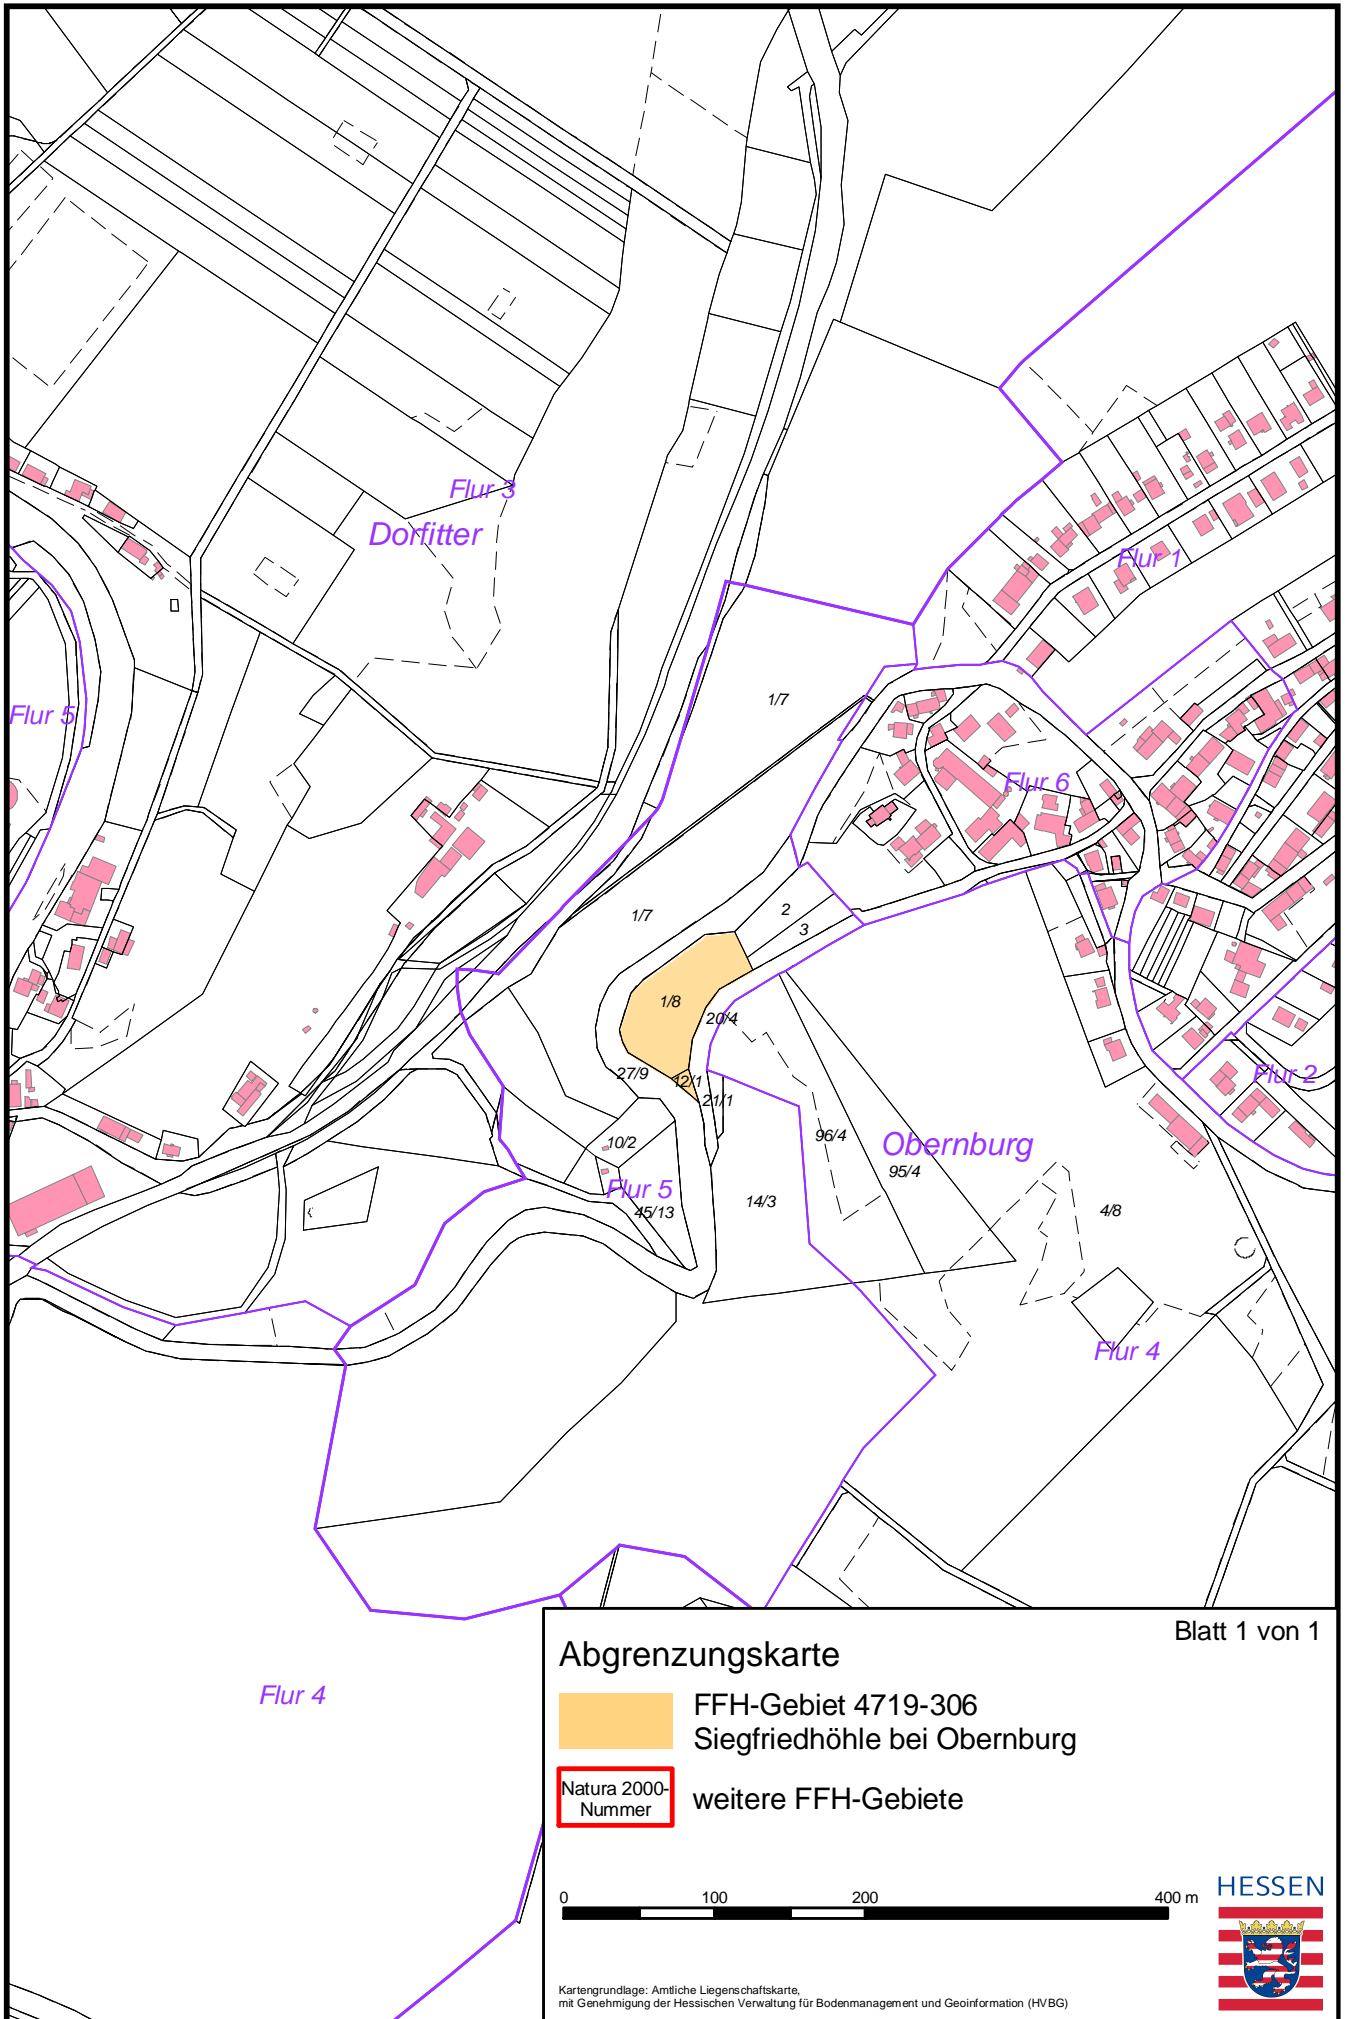 Flur 3
Dorfitter
Flur 1
Flur 5
1/7
Flur 6
1/7
2
3
1/8
20/4
27/9
12/1
21/1
Flur 2
10/2
96/4
Obernburg
95/4
Flur 5
45/13
14/3
4/8
Flur 4
Flur 4
Blatt 1 von 1
Abgrenzungskarte
FFH-Gebiet 4719-306
Siegfriedhöhle bei Obernburg
Natura 2000-
Nummer
weitere FFH-Gebiete
0 100 200 400 m
HESSEN
Kartengrundlage: Amtliche Liegenschaftskarte,
mit Genehmigung der Hessischen Verwaltung für Bodenmanagement und Geoinformation (HVBG)